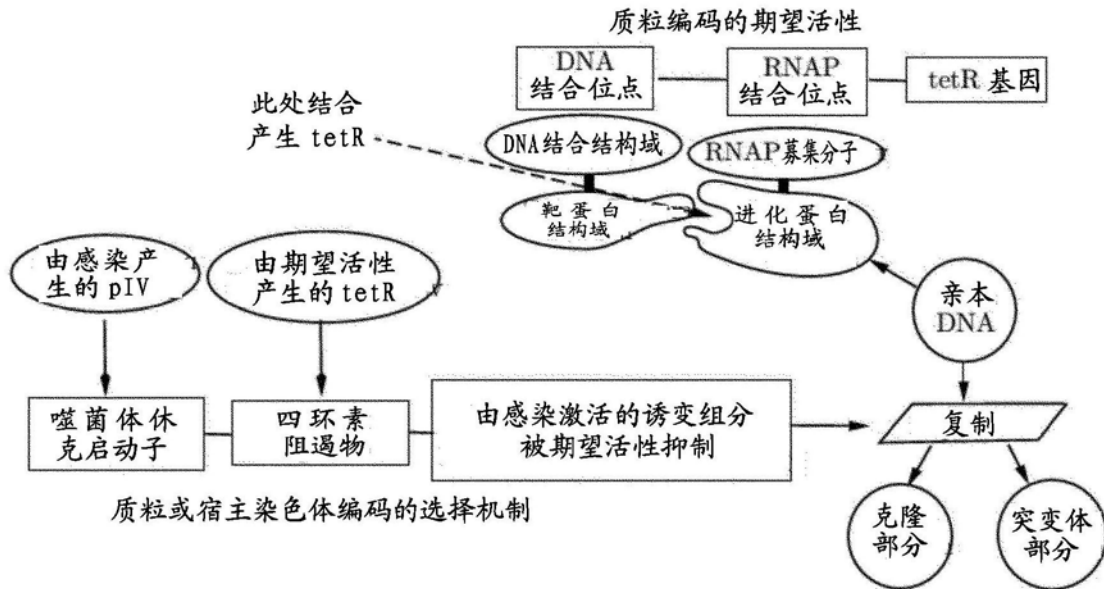 质粒编码的期望活性
DNA
结合位点
RNAP
结合位点
tetR 基因
此处结合
产生 tetR
DNA结合结构域
RNAP募集分子
靶蛋白
结构域
进化蛋白
结构域
由感染产
生的 pIV
由期望活性
产生的 tetR
亲本
DNA
噬菌体休
克启动子
四环素
阻遏物
由感染激活的诱变组分
被期望活性抑制
复制
质粒或宿主染色体编码的选择机制
克隆
部分
突变体
部分